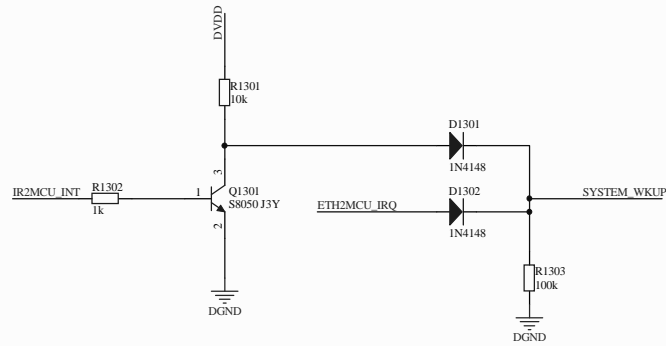 DVDD
R1301
10k
D1301
1N4148
3
IR2MCU_INT
R1302
1k
1
Q1301
S8050 J3Y
2
D1302
ETH2MCU_IRQ
1N4148
SYSTEM_WKUP
R1303
100k
DGND
DGND